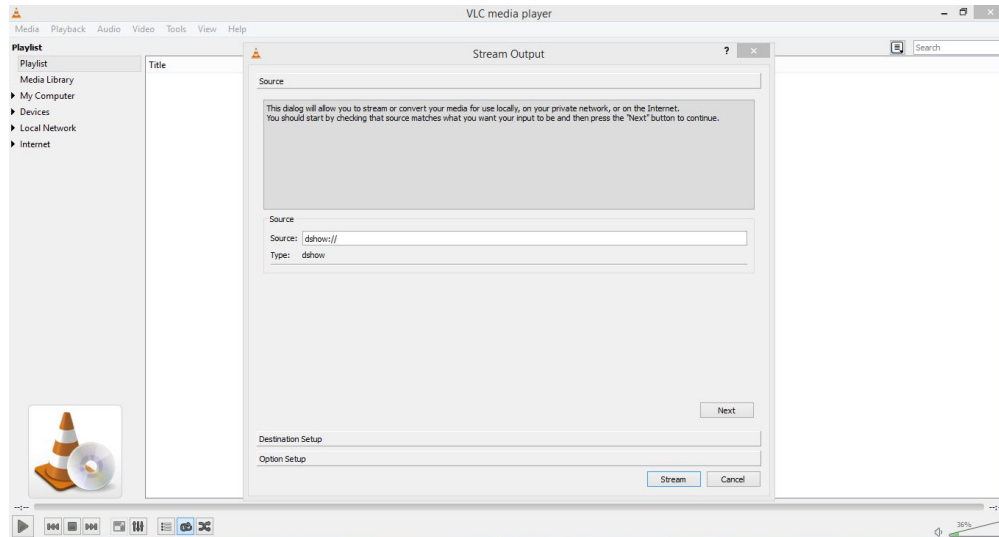 VLC media player
Media Playback Audio Video Tools View Help
Playlist
Search
Playlist
Media Library
My Computer
Devices
Local Network
Internet
Title
Stream Output
?
Source
This dialog will allow you to stream or convert your media for use locally, on your private network, or on the Internet.
You should start by checking that source matches what you want your input to be and then press the "Next" button to continue.
Source
Source: dshow://
Type: dshow
Next
Destination Setup
Option Setup
Stream Cancel
--:-- --:
36%